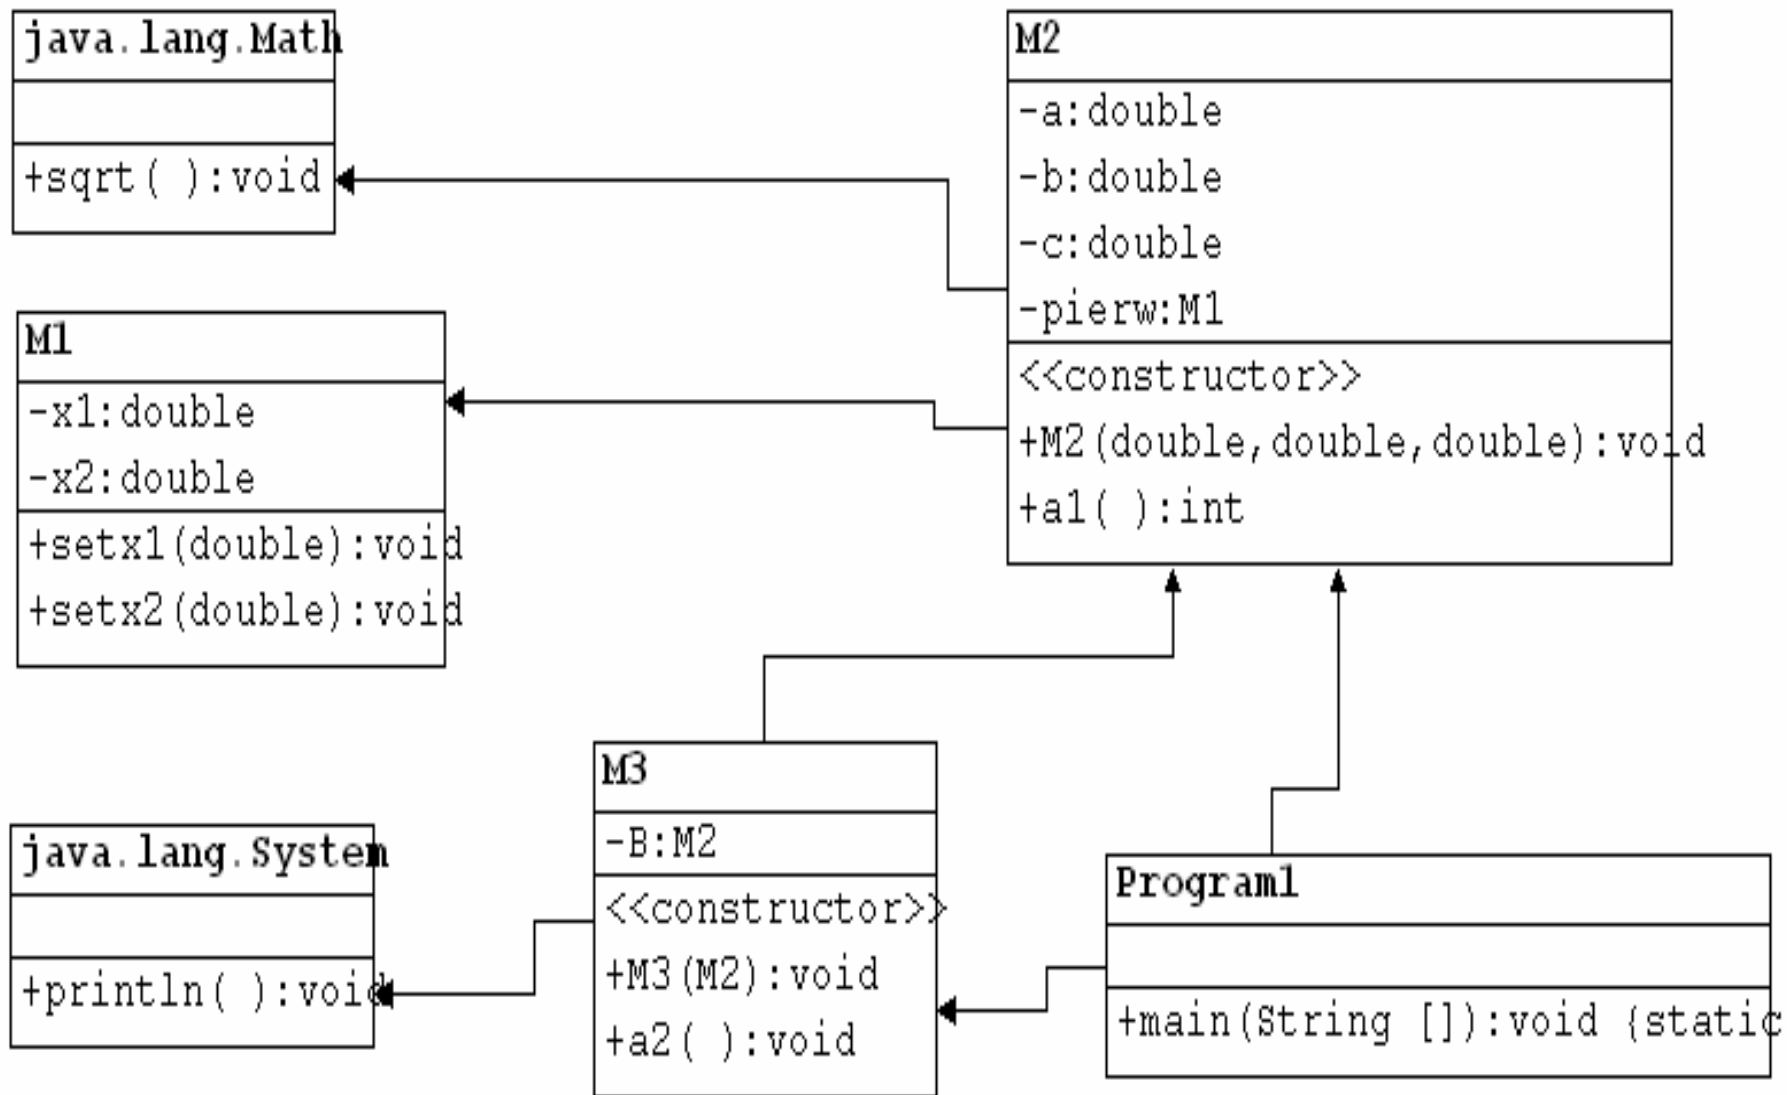 java.lang.Math
+sqrt( ):void
M2
-a:double
-b:double
-c:double
-pierw:M1
<<constructor>>
+M2(double,double,double):void
+a1( ):int
M1
-x1:double
-x2:double
+setx1(double):void
+setx2(double):void
M3
-B:M2
<<constructor>>
+M3(M2):void
+a2( ):void
java.lang.System
+println( ):void
Program1
+main(String []):void {static